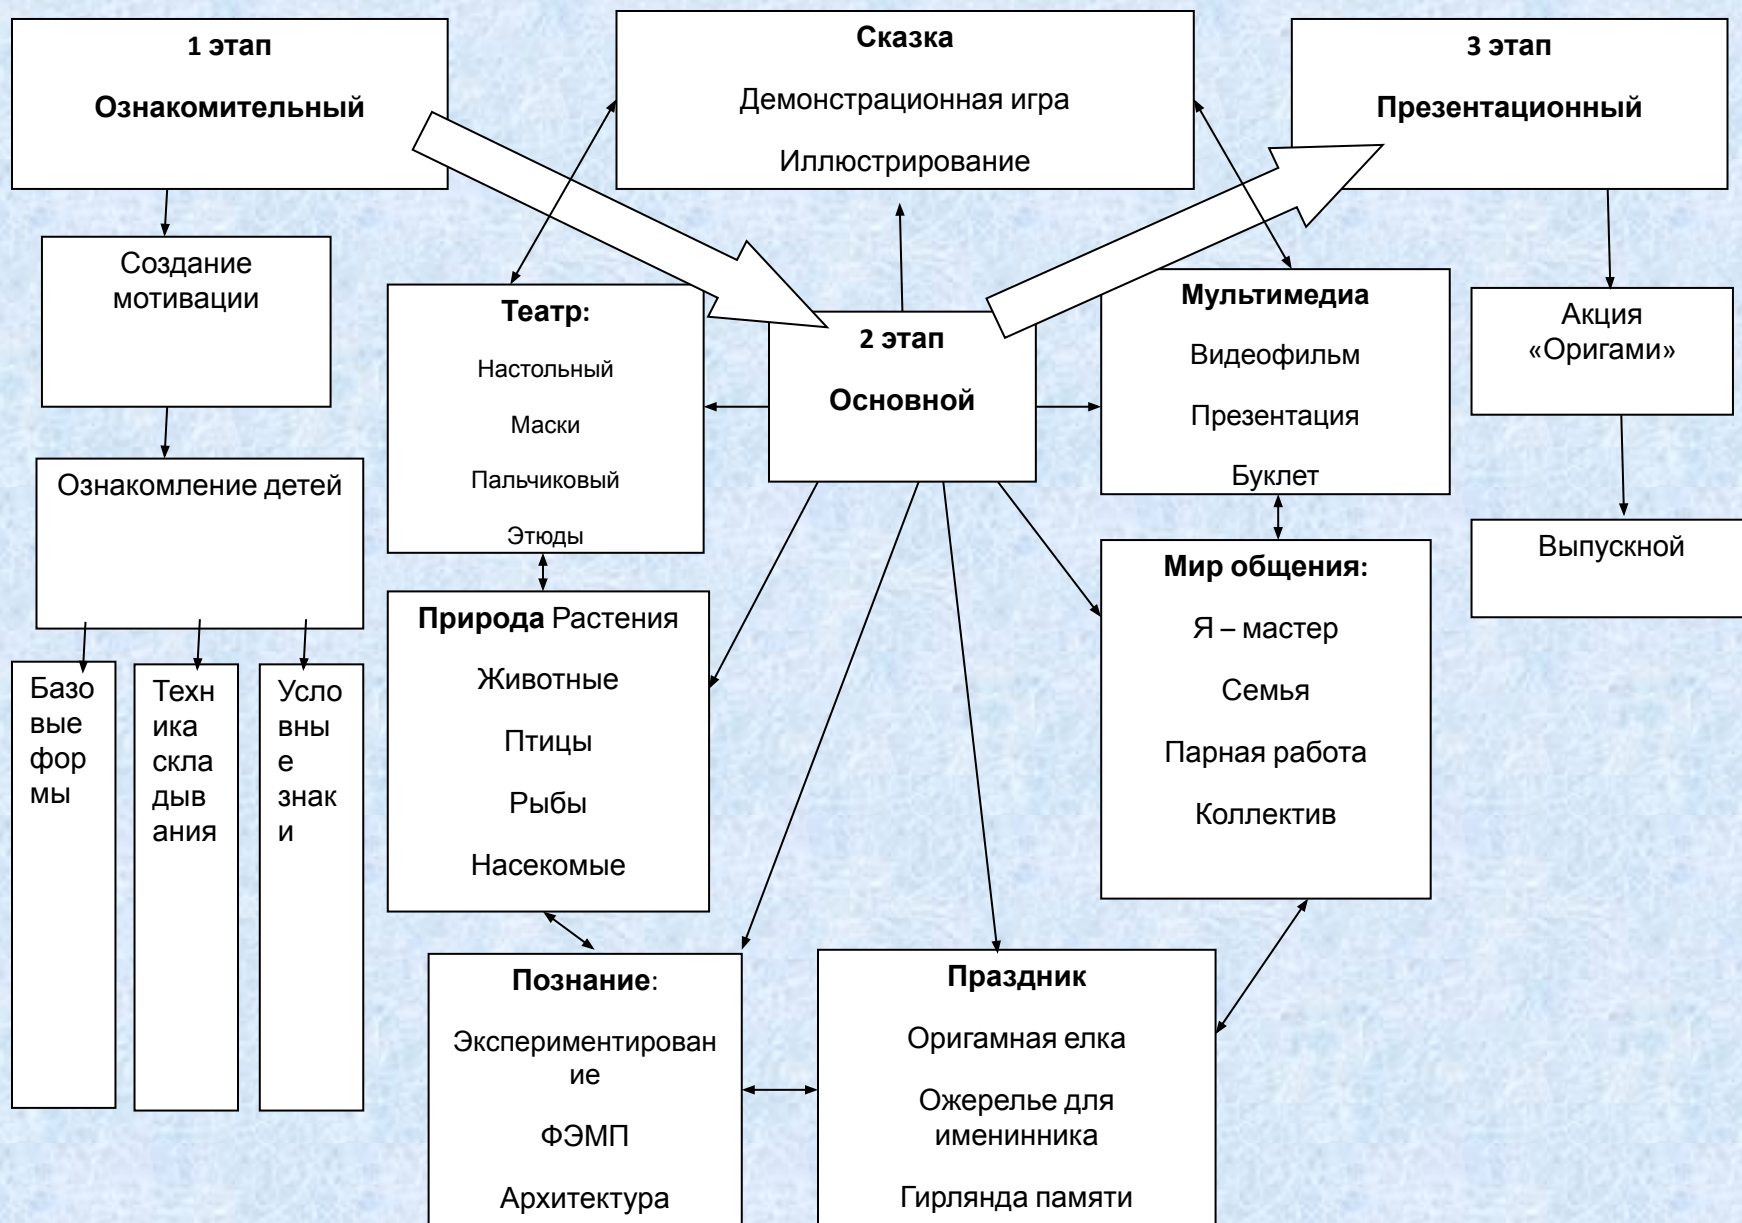 1 этап
Ознакомительный
Сказка
Демонстрационная игра
Иллюстрирование
3 этап
Презентационный
Создание
мотивации
Театр:
Настольный
Маски
Пальчиковый
Этюды
2 этап
Основной
Мультимедиа
Видеофильм
Презентация
Буклет
Акция
«Оригами»
Ознакомление детей
Выпускной
Природа Растения
Животные
Птицы
Рыбы
Насекомые
Мир общения:
Я – мастер
Семья
Парная работа
Коллектив
Базо
вые
фор
мы
Техн
ика
скла
дыв
ания
Усло
вны
е
знак
и
Познание:
Экспериментирован
ие
ФЭМП
Архитектура
Праздник
Оригамная елка
Ожерелье для
именинника
Гирлянда памяти